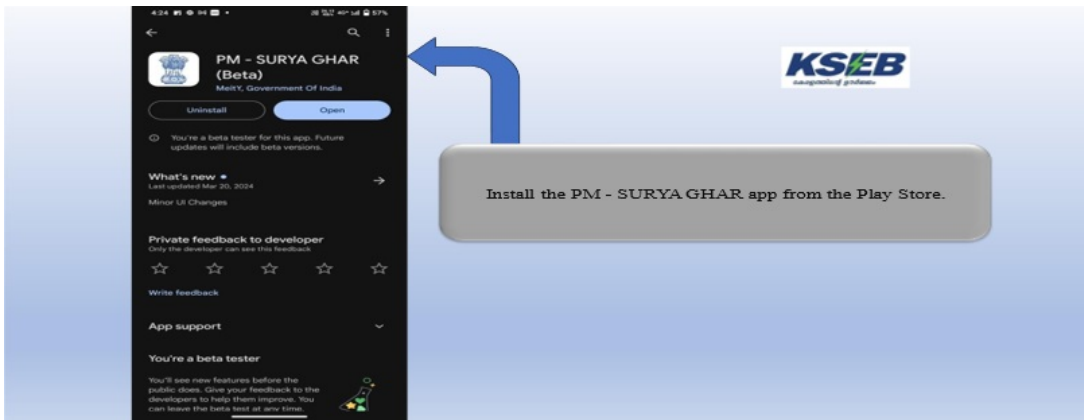 4:24
57%
PM - SURYA GHAR
(Beta)
MeitY, Government Of India
Uninstall
Open
You're a beta tester for this app. Future
updates will include beta versions.
What's new
Last updated Mar 20, 2024
Minor UI Changes
Private feedback to developer
Only the developer can see this feedback
Write feedback
App support
You're a beta tester
You'll see new features before the
public does. Give your feedback to the
developers to help them improve. You
can leave the beta test at any time.
KSEB
Install the PM - SURYA GHAR app from the Play Store.